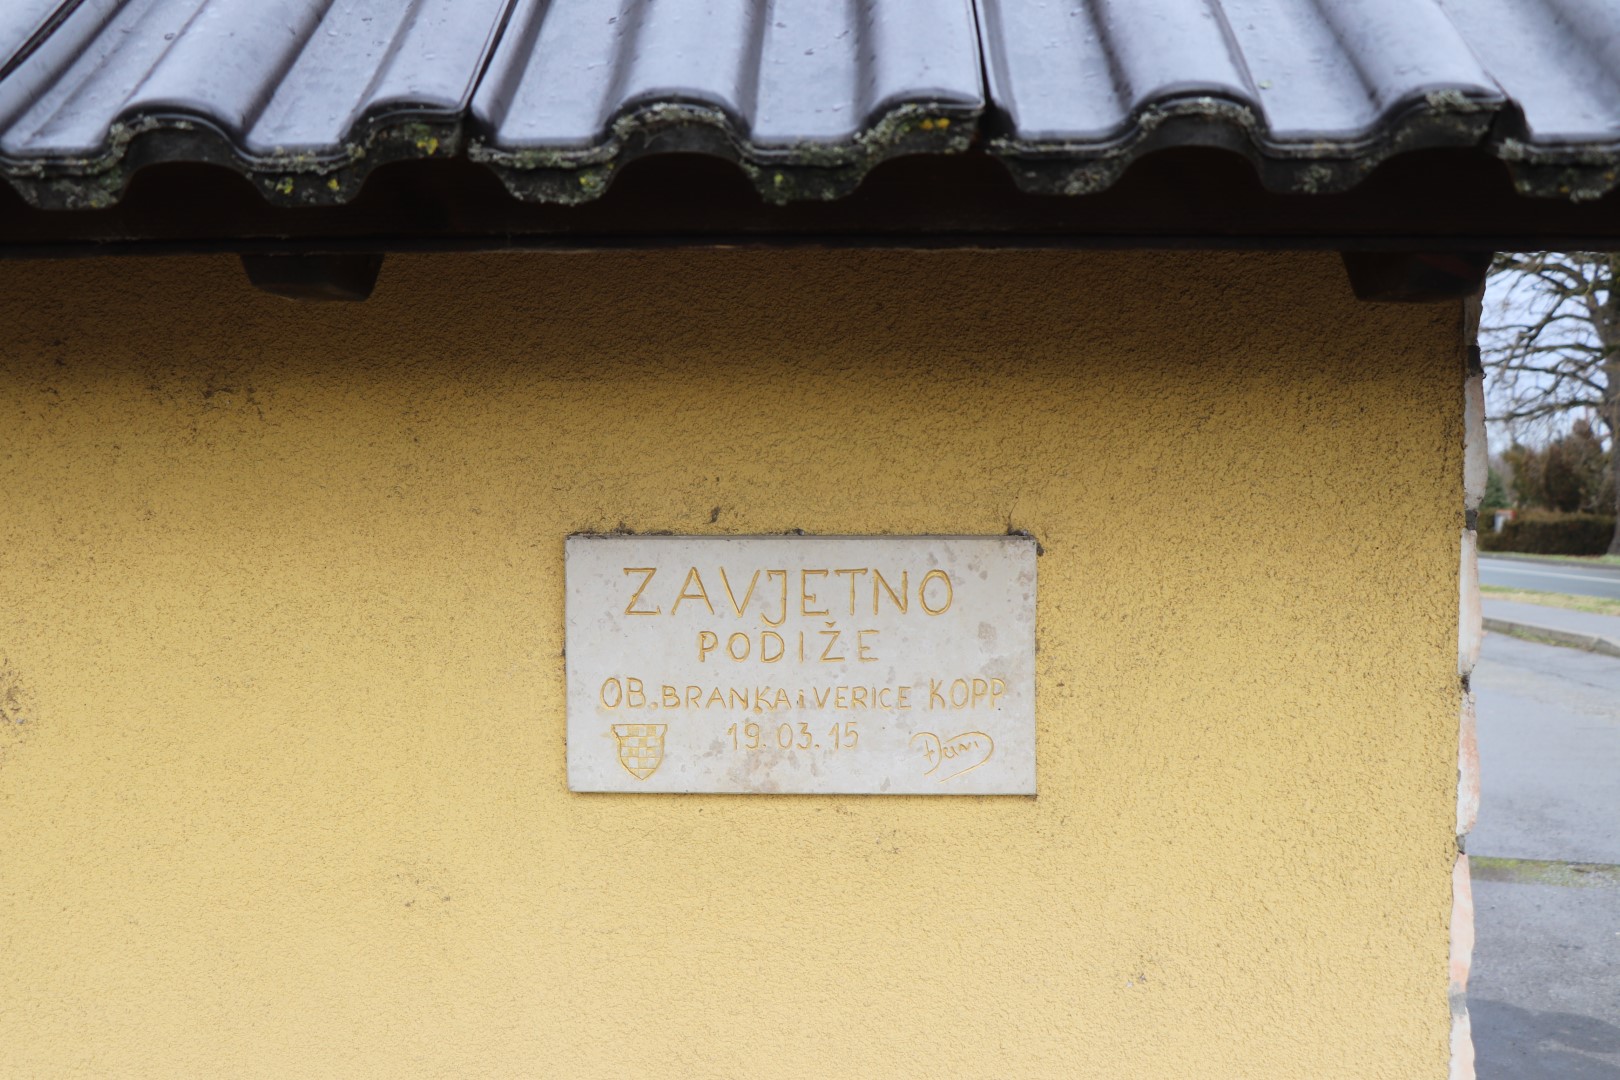 ZAVJETNO
PODIŽE
OB. BRANKA i VERICE KOPP
19.03.15